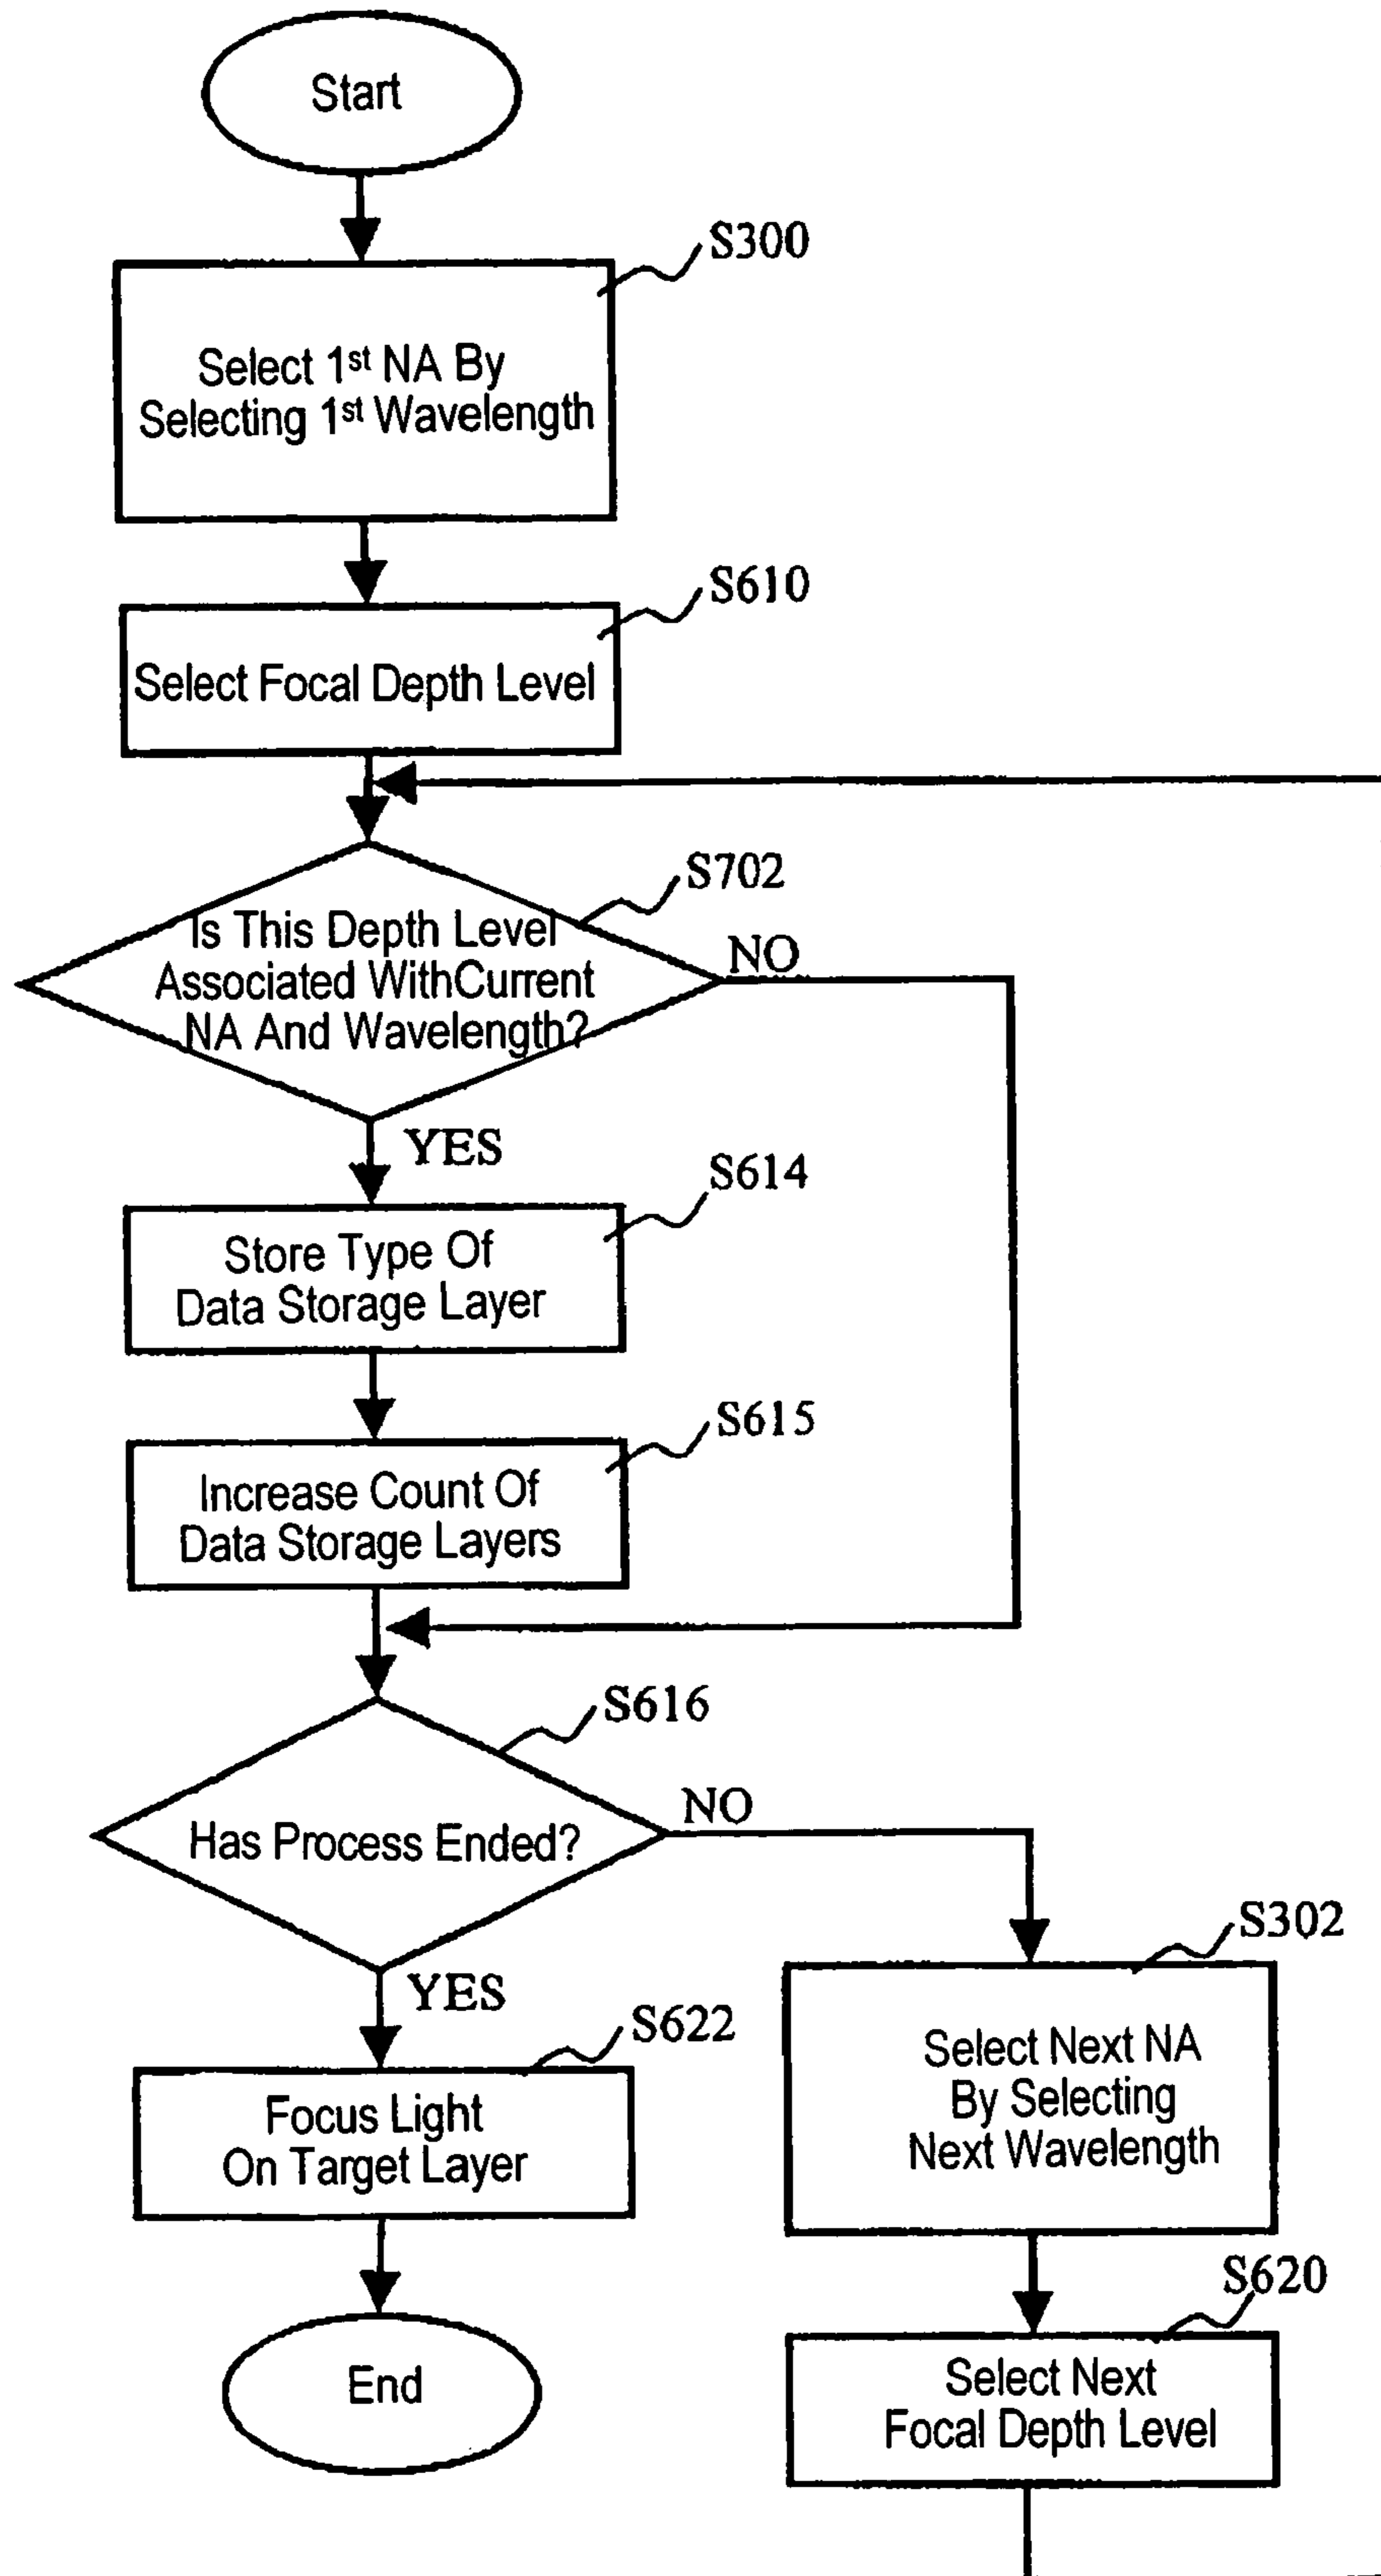 Start
S300
Select 1st NA By
Selecting 1st Wavelength
S610
Select Focal Depth Level
S702
Is This Depth Level
Associated WithCurrent
NA And Wavelength?
NO
YES
S614
Store Type Of
Data Storage Layer
S615
Increase Count Of
Data Storage Layers
S616
Has Process Ended?
NO
YES
S302
Select Next NA
By Selecting
Next Wavelength
S622
Focus Light
On Target Layer
S620
Select Next
Focal Depth Level
End